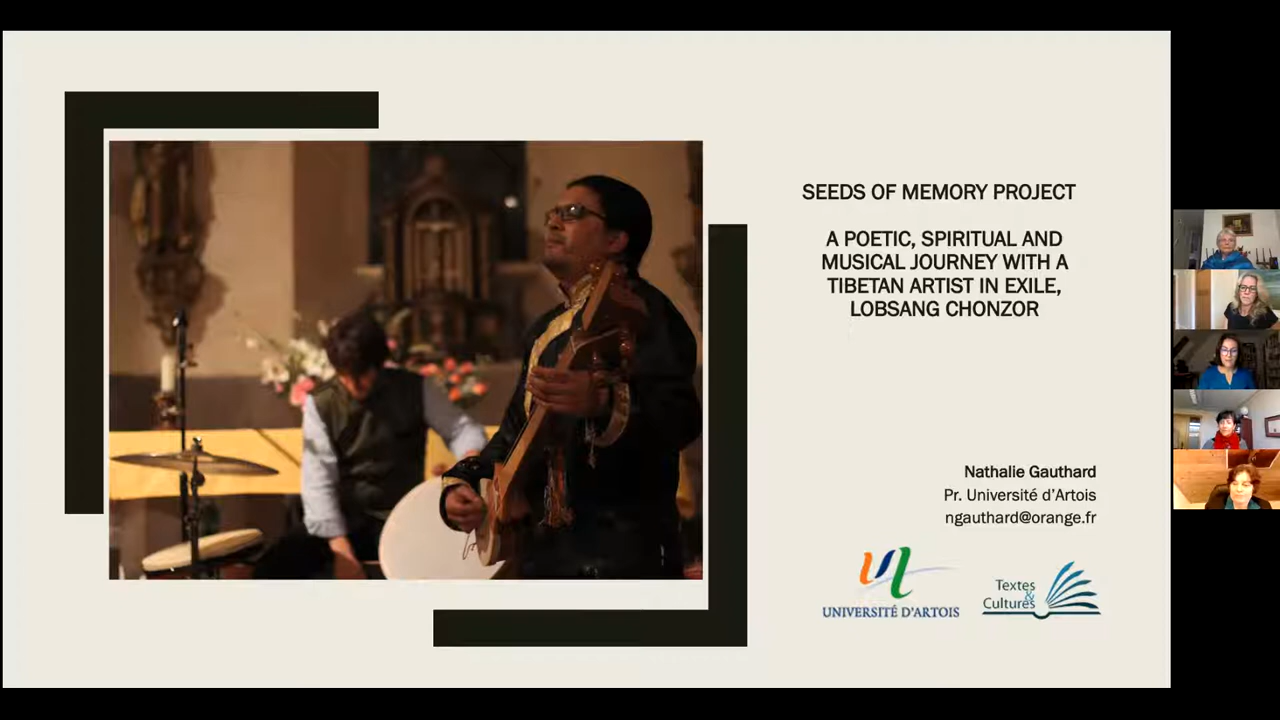 SEEDS OF MEMORY PROJECT
A POETIC, SPIRITUAL AND
MUSICAL JOURNEY WITH A
TIBETAN ARTIST IN EXILE,
LOBSANG CHONZOR
Nathalie Gauthard
Pr. Université d'Artois
ngauthard@orange.fr
UNIVERSITÉ D'ARTOIS
Textes
&
Cultures